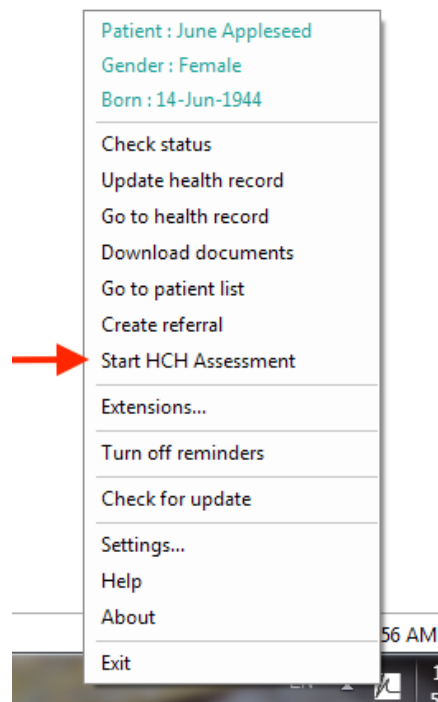 Patient : June Appleseed
Gender : Female
Born : 14-Jun-1944
Check status
Update health record
Go to health record
Download documents
Go to patient list
Create referral
Start HCH Assessment
Extensions...
Turn off reminders
Check for update
Settings...
Help
About
Exit
56 AM